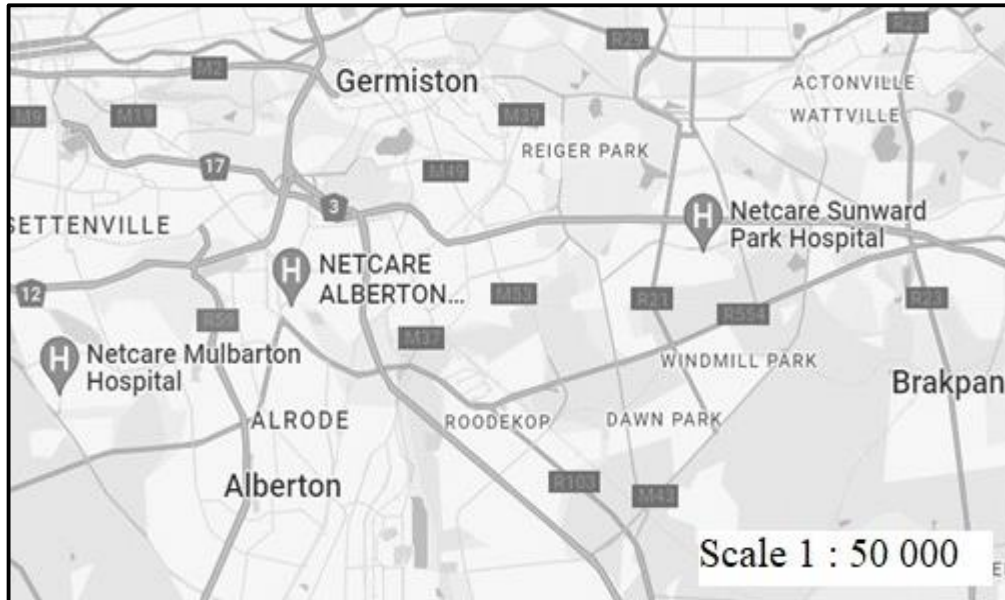 R23
R29
M2
Germiston
ACTONVILLE
M9
M19
M39
WATTVILLE
REIGER PARK
17
M49
3
H
Netcare Sunward
Park Hospital
SETTENVILLE
H
NETCARE
ALBERTON...
12
M53
R21
R23
R554
R59
M37
H
Netcare Mulbarton
Hospital
WINDMILL PARK
Brakpan
ALRODE
ROODEKOP
DAWN PARK
Alberton
R103
M43
Scale 1 : 50 000